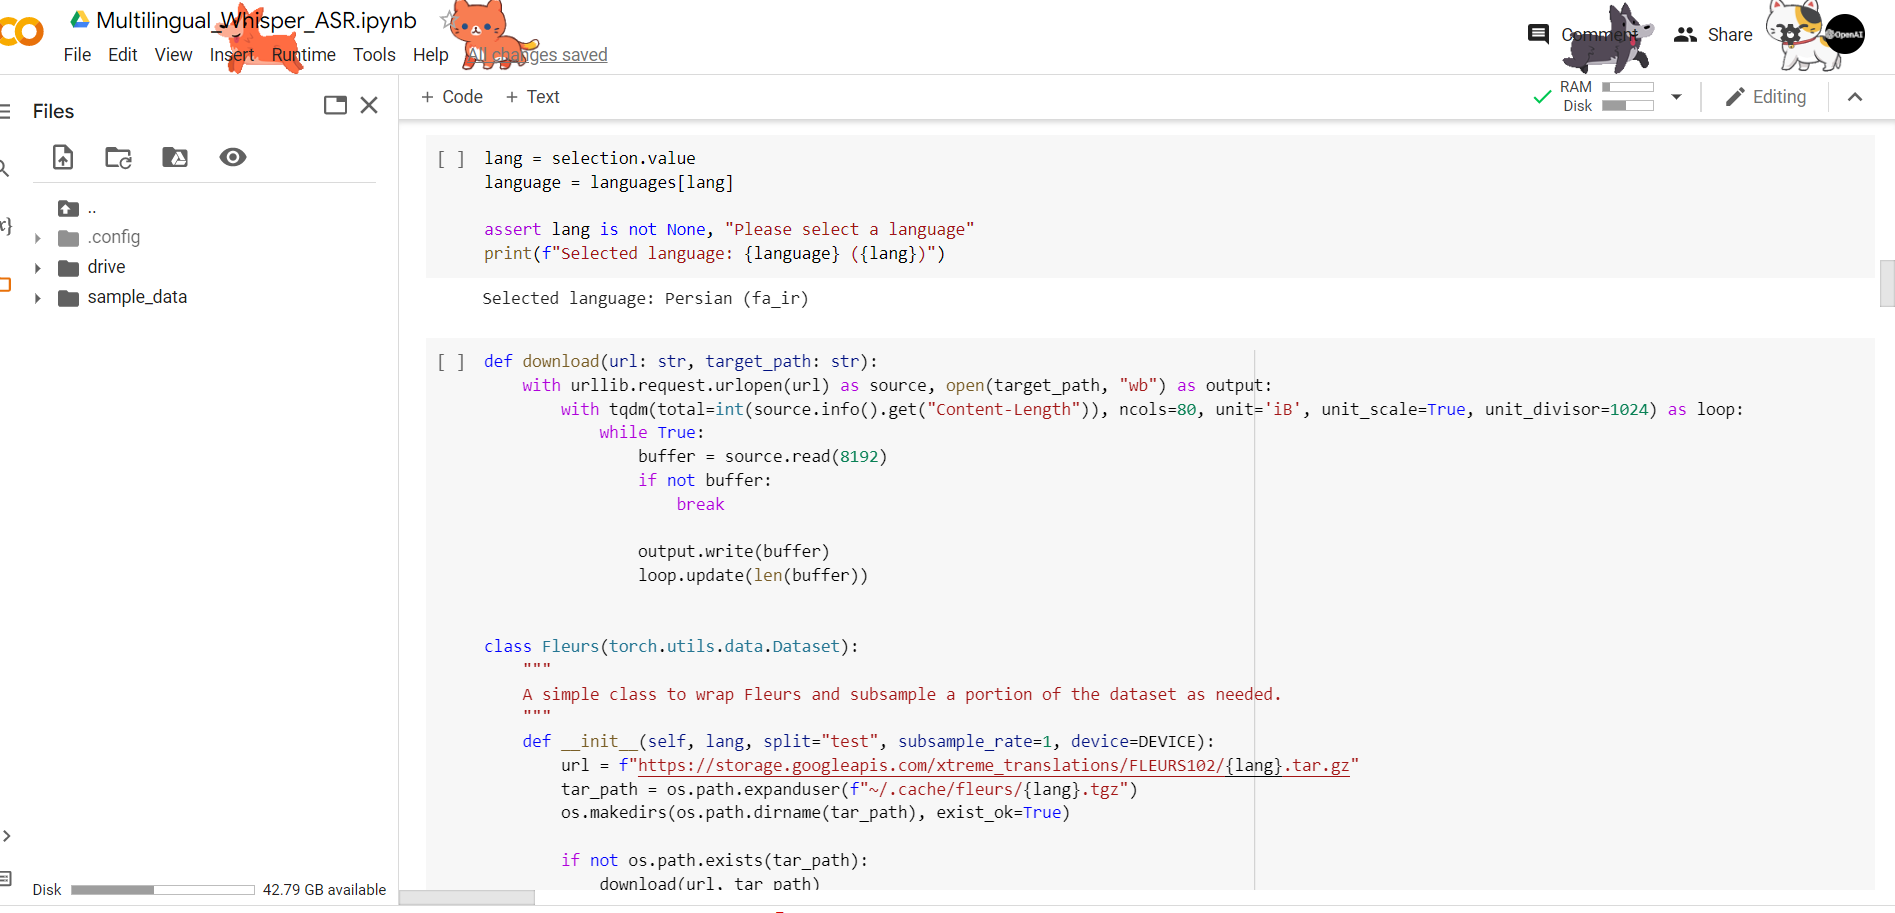 CO
Multilingual_Whisper_ASR.ipynb
File Edit View Insert Runtime Tools Help All changes saved
Comment
Share
OpenAI
Files
..
.config
drive
sample_data
Disk 42.79 GB available
+ Code + Text
RAM
Disk
Editing
[ ] lang = selection.value
language = languages[lang]
assert lang is not None, "Please select a language"
print(f"Selected language: {language} ({lang})")
Selected language: Persian (fa_ir)
[ ] def download(url: str, target_path: str):
with urllib.request.urlopen(url) as source, open(target_path, "wb") as output:
with tqdm(total=int(source.info().get("Content-Length")), ncols=80, unit='iB', unit_scale=True, unit_divisor=1024) as loop:
while True:
buffer = source.read(8192)
if not buffer:
break
output.write(buffer)
loop.update(len(buffer))
class Fleurs(torch.utils.data.Dataset):
"""
A simple class to wrap Fleurs and subsample a portion of the dataset as needed.
"""
def __init__(self, lang, split="test", subsample_rate=1, device=DEVICE):
url = f"https://storage.googleapis.com/xtreme_translations/FLEURS102/{lang}.tar.gz"
tar_path = os.path.expanduser(f"~/.cache/fleurs/{lang}.tgz")
os.makedirs(os.path.dirname(tar_path), exist_ok=True)
if not os.path.exists(tar_path):
download(url, tar_path)